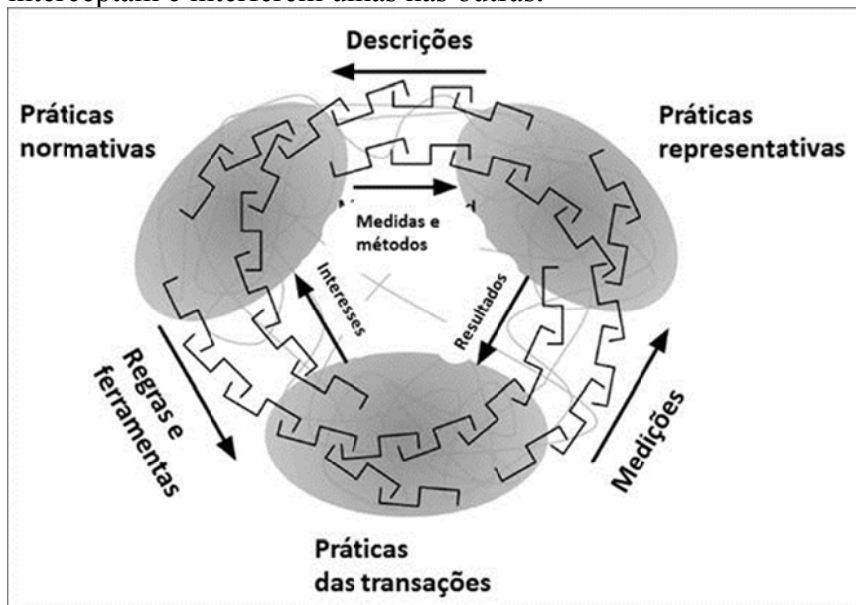 interceptam e interferem umas nas outras.
Descrições
Práticas
normativas
Práticas
representativas
Medidas e
métodos
Interesses
Resultados
Regras e
ferramentas
Medições
Práticas
das transações